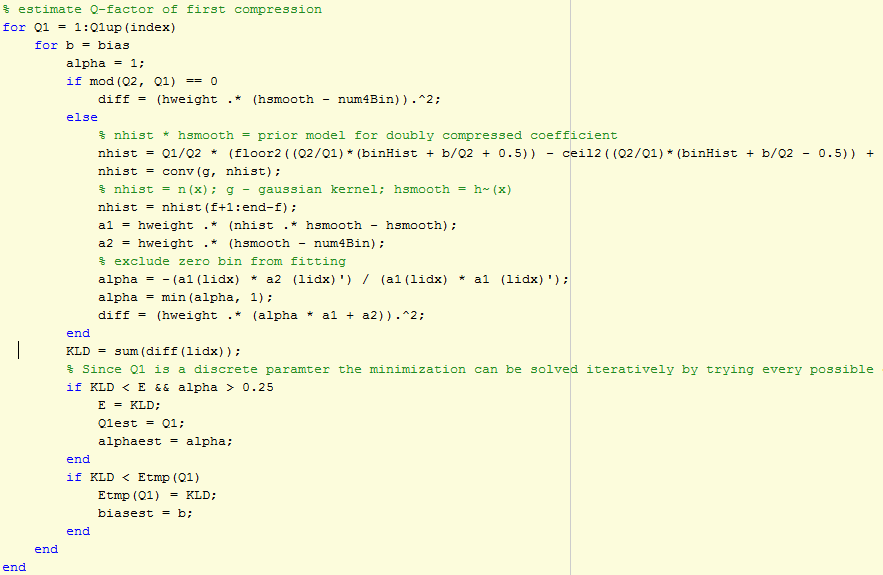 % estimate Q-factor of first compression
for Q1 = 1:Q1up(index)
    for b = bias
        alpha = 1;
        if mod(Q2, Q1) == 0
            diff = (hweight .* (hsmooth - num4Bin)).^2;
        else
            % nhist * hsmooth = prior model for doubly compressed coefficient
            nhist = Q1/Q2 * (floor2((Q2/Q1)*(binHist + b/Q2 + 0.5)) - ceil2((Q2/Q1)*(binHist + b/Q2 - 0.5)) +
            nhist = conv(g, nhist);
            % nhist = n(x); g - gaussian kernel; hsmooth = h~(x)
            nhist = nhist(f+1:end-f);
            a1 = hweight .* (nhist .* hsmooth - hsmooth);
            a2 = hweight .* (hsmooth - num4Bin);
            % exclude zero bin from fitting
            alpha = -(a1(lidx) * a2 (lidx)') / (a1(lidx) * a1 (lidx)');
            alpha = min(alpha, 1);
            diff = (hweight .* (alpha * a1 + a2)).^2;
        end
        KLD = sum(diff(lidx));
        % Since Q1 is a discrete paramter the minimization can be solved iteratively by trying every possible
        if KLD < E && alpha > 0.25
            E = KLD;
            Q1est = Q1;
            alphaest = alpha;
        end
        if KLD < Etmp(Q1)
            Etmp(Q1) = KLD;
            biasest = b;
        end
    end
end